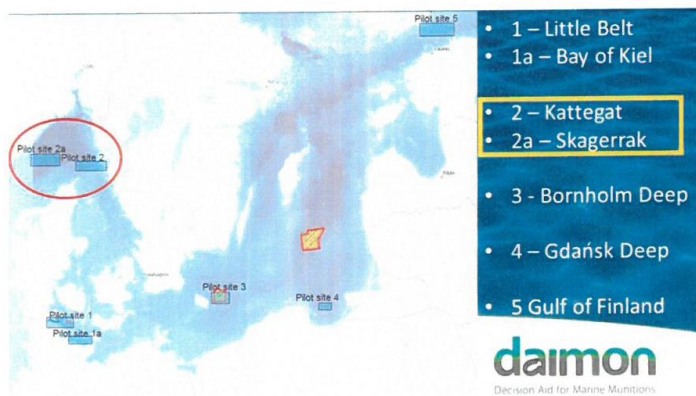 Pilot site 5
Pilot site 2a
Pilot site 2
Pilot site 3
Pilot site 4
Pilot site 1
Pilot site 1a
• 1 – Little Belt
• 1a – Bay of Kiel
• 2 – Kattegat
• 2a – Skagerrak
• 3 - Bornholm Deep
• 4 – Gdańsk Deep
• 5 Gulf of Finland
daimon
Decision Aid for Marine Munitions